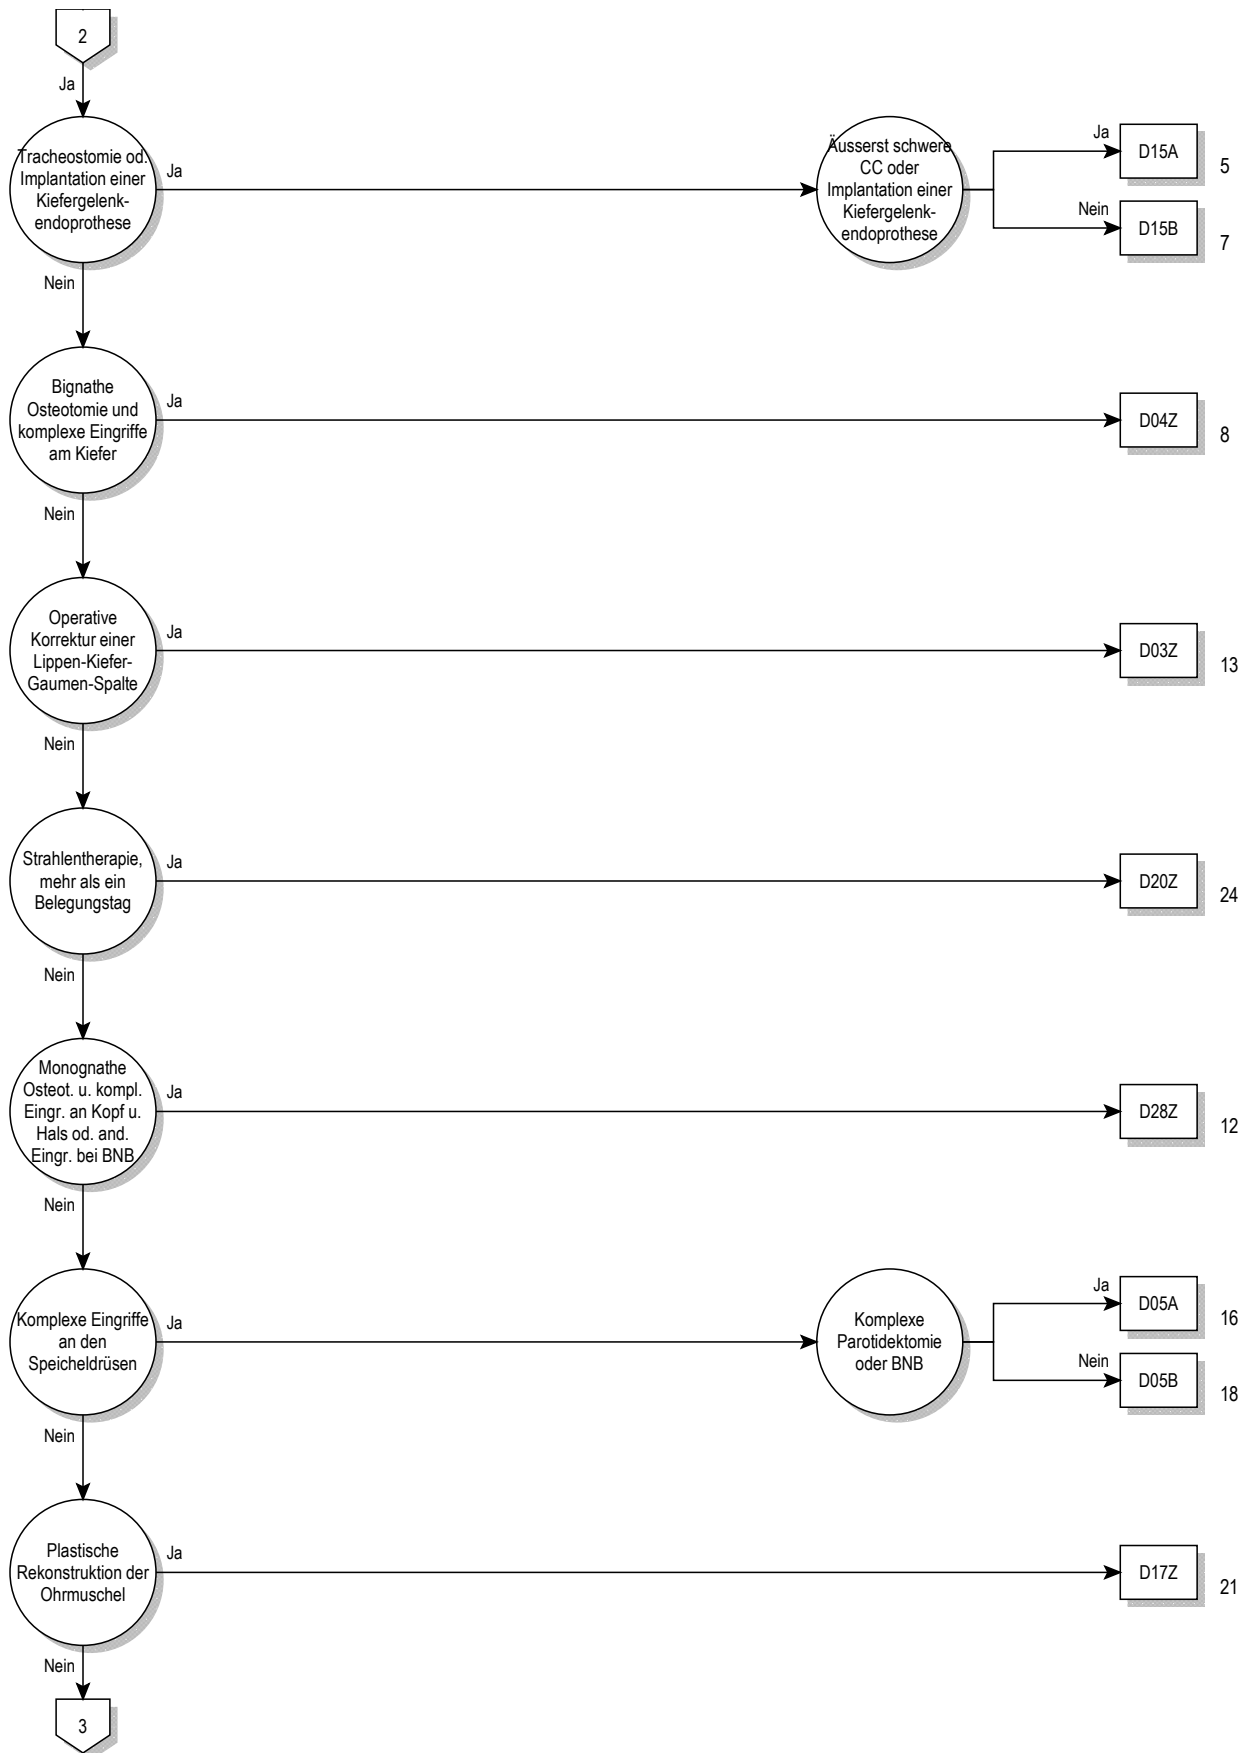 2
Ja
Tracheostomie od.
Implantation einer
Kiefergelenk-
endoprothese
Ja
Äusserst schwere
CC oder
Implantation einer
Kiefergelenk-
endoprothese
Ja
D15A
5
Nein
D15B
7
Nein
Bignathe
Osteotomie und
komplexe Eingriffe
am Kiefer
Ja
D04Z
8
Nein
Operative
Korrektur einer
Lippen-Kiefer-
Gaumen-Spalte
Ja
D03Z
13
Nein
Strahlentherapie,
mehr als ein
Belegungstag
Ja
D20Z
24
Nein
Monognathe
Osteot. u. kompl.
Eingr. an Kopf u.
Hals od. and.
Eingr. bei BNB
Ja
D28Z
12
Nein
Komplexe Eingriffe
an den
Speicheldrüsen
Ja
Komplexe
Parotidektomie
oder BNB
Ja
D05A
16
Nein
D05B
18
Nein
Plastische
Rekonstruktion der
Ohrmuschel
Ja
D17Z
21
Nein
3